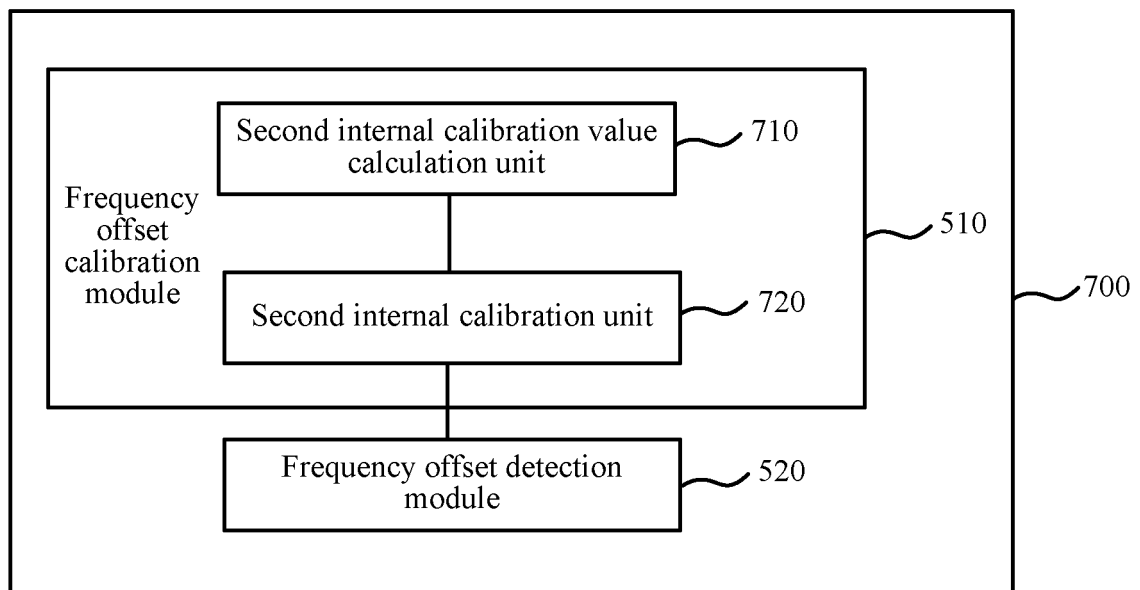 Second internal calibration value
calculation unit
710
Frequency
offset
calibration
module
510
700
Second internal calibration unit
720
Frequency offset detection
module
520